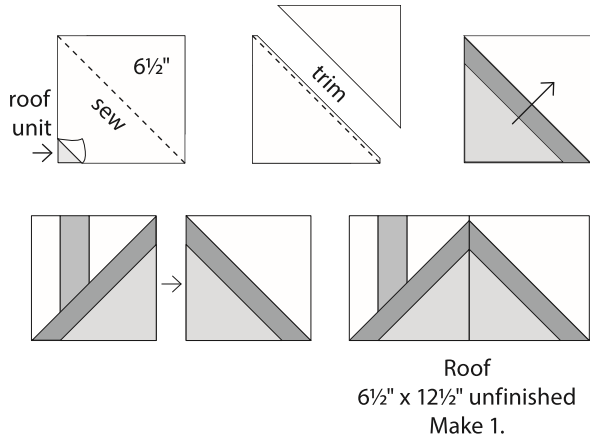 6½"
roof
unit
sew
trim
Roof
6½" x 12½" unfinished
Make 1.